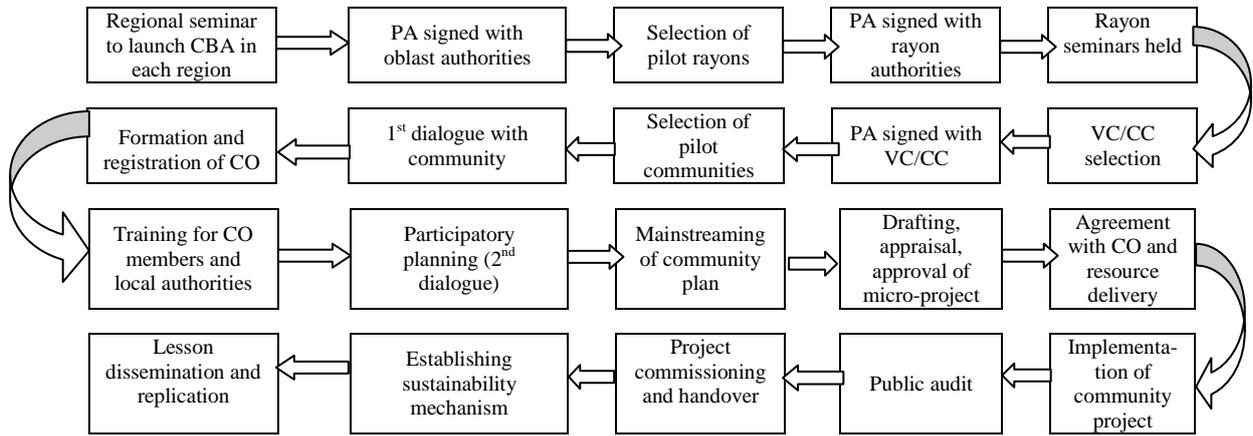 Regional seminar
to launch CBA in
each region
PA signed with
oblast authorities
Selection of
pilot rayons
PA signed with
rayon
authorities
Rayon
seminars held
VC/CC
selection
PA signed with
VC/CC
Selection of
pilot
communities
1st dialogue with
community
Formation and
registration of CO
Training for CO
members and
local authorities
Participatory
planning (2nd
dialogue)
Mainstreaming
of community
plan
Drafting,
appraisal,
approval of
micro-project
Agreement
with CO and
resource
delivery
Implementa-
tion of
community
project
Public audit
Project
commissioning
and handover
Establishing
sustainability
mechanism
Lesson
dissemination and
replication